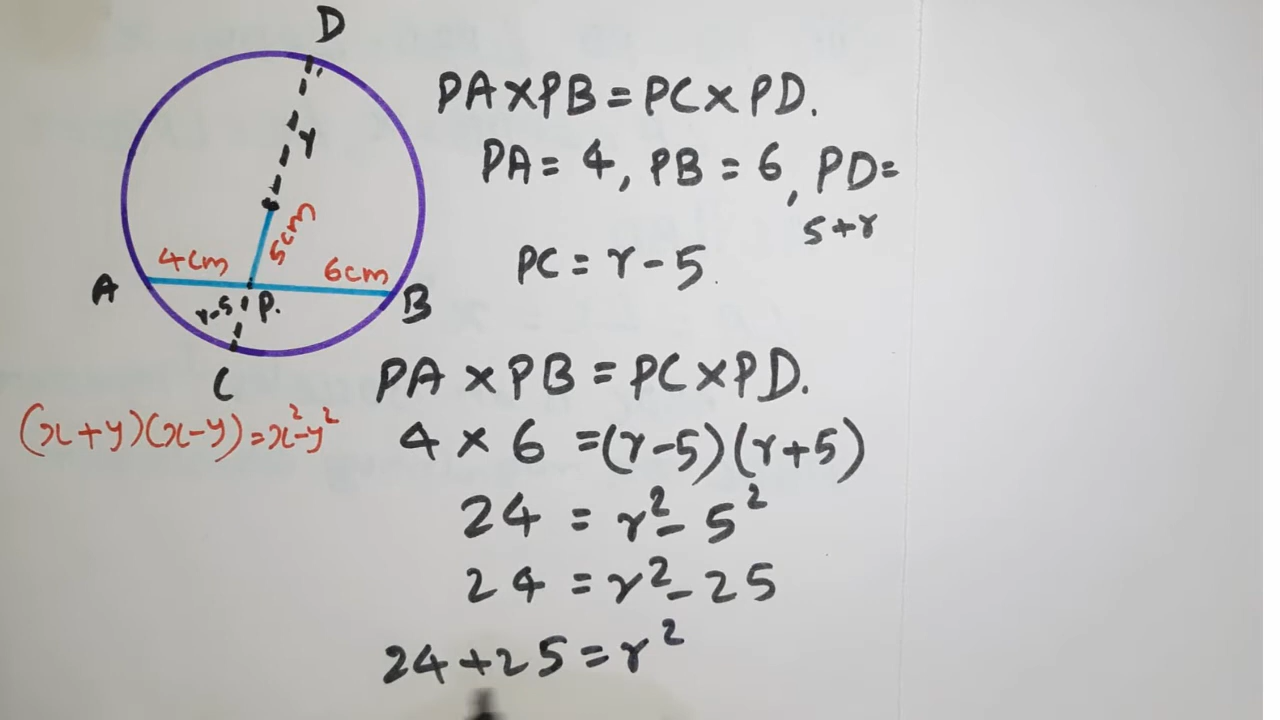 D
PA×PB=PC×PD.
r
PA=4, PB=6, PD=
5+r
5cm
4cm
6cm
PC=r-5.
A
r-5
P.
B
C
PA×PB=PC×PD.
(x+y)(x-y)=x²-y²
4×6=(r-5)(r+5)
24=r²-5²
24=r²-25
24+25=r²